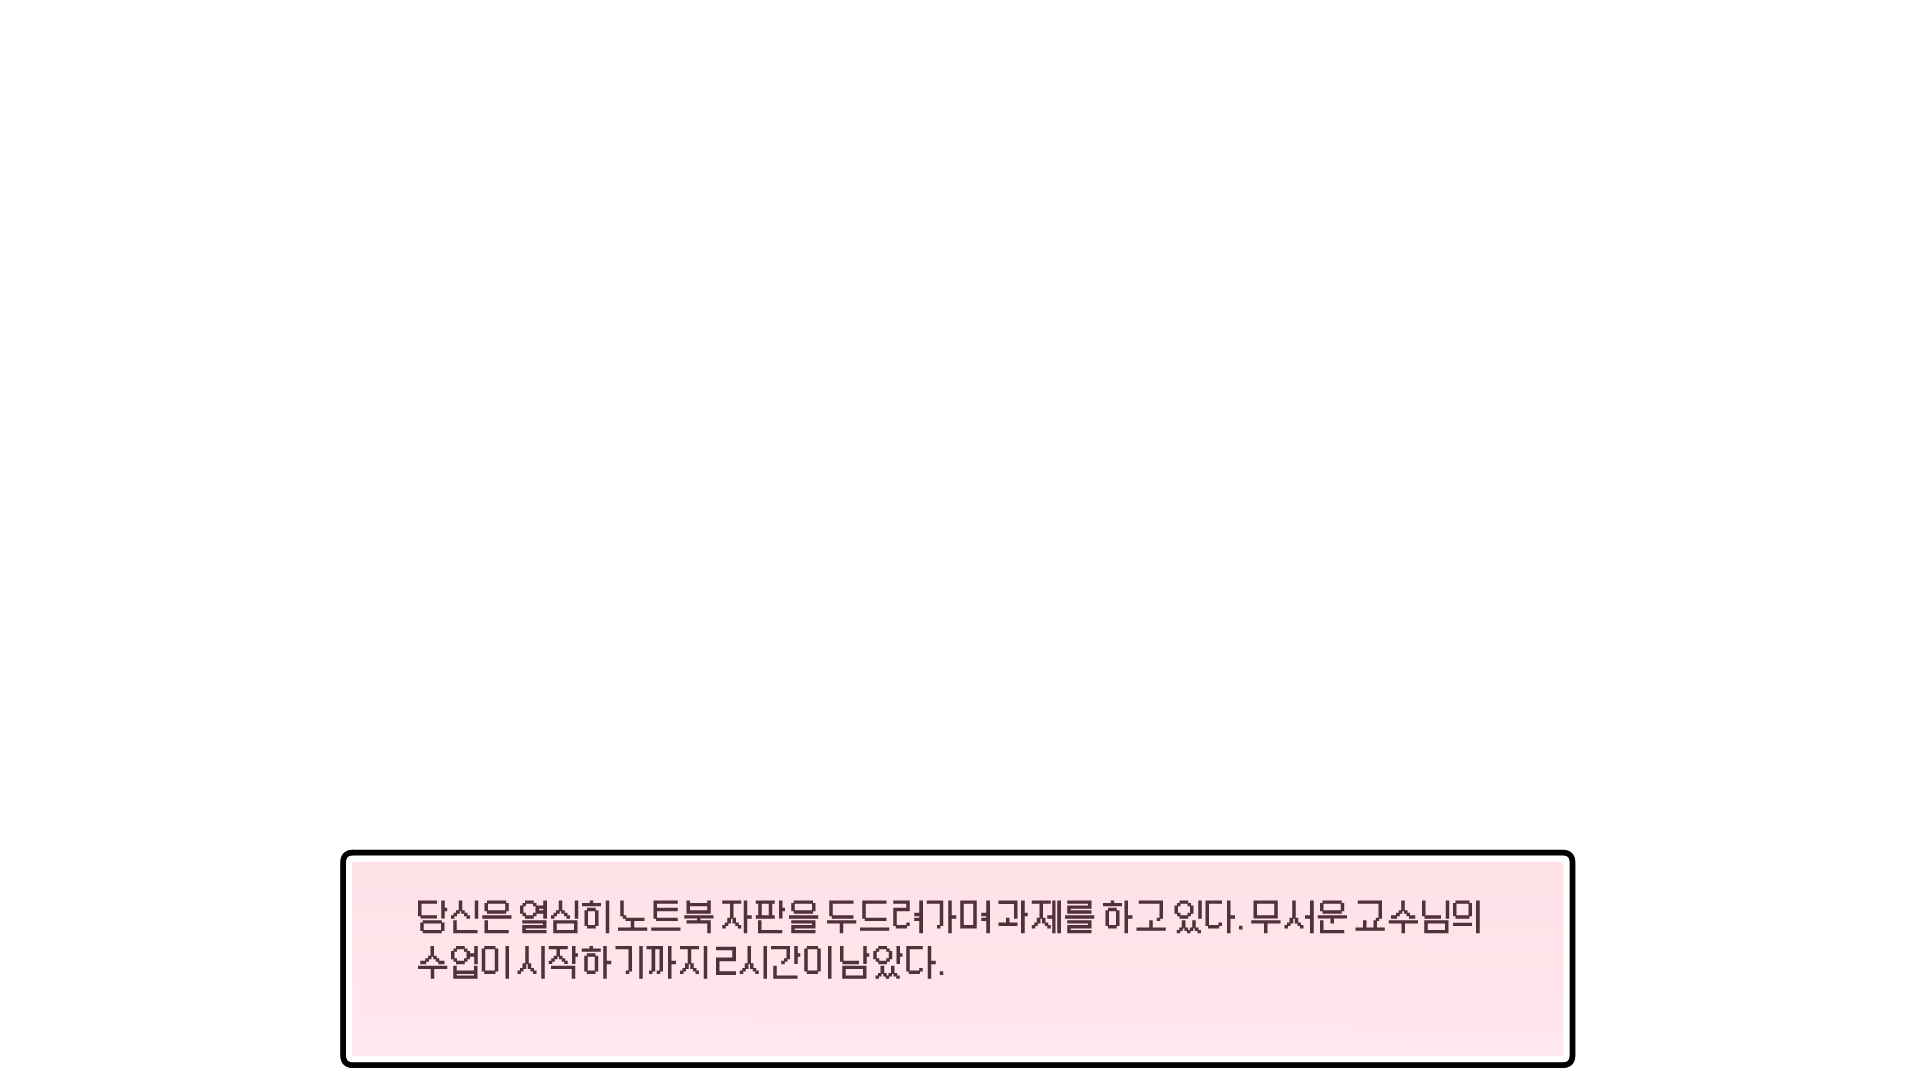 당신은 열심히 노트북 자판을 두드려가며 과제를 하고 있다. 무서운 교수님의
수업이 시작하기까지 2시간이 남았다.